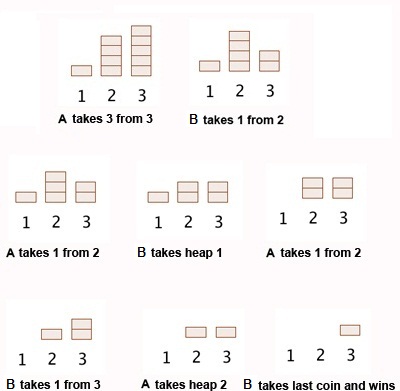 1 2 3
A takes 3 from 3
1 2 3
B takes 1 from 2
1 2 3
A takes 1 from 2
1 2 3
B takes heap 1
1 2 3
A takes 1 from 2
1 2 3
B takes 1 from 3
1 2 3
A takes heap 2
1 2 3
B takes last coin and wins